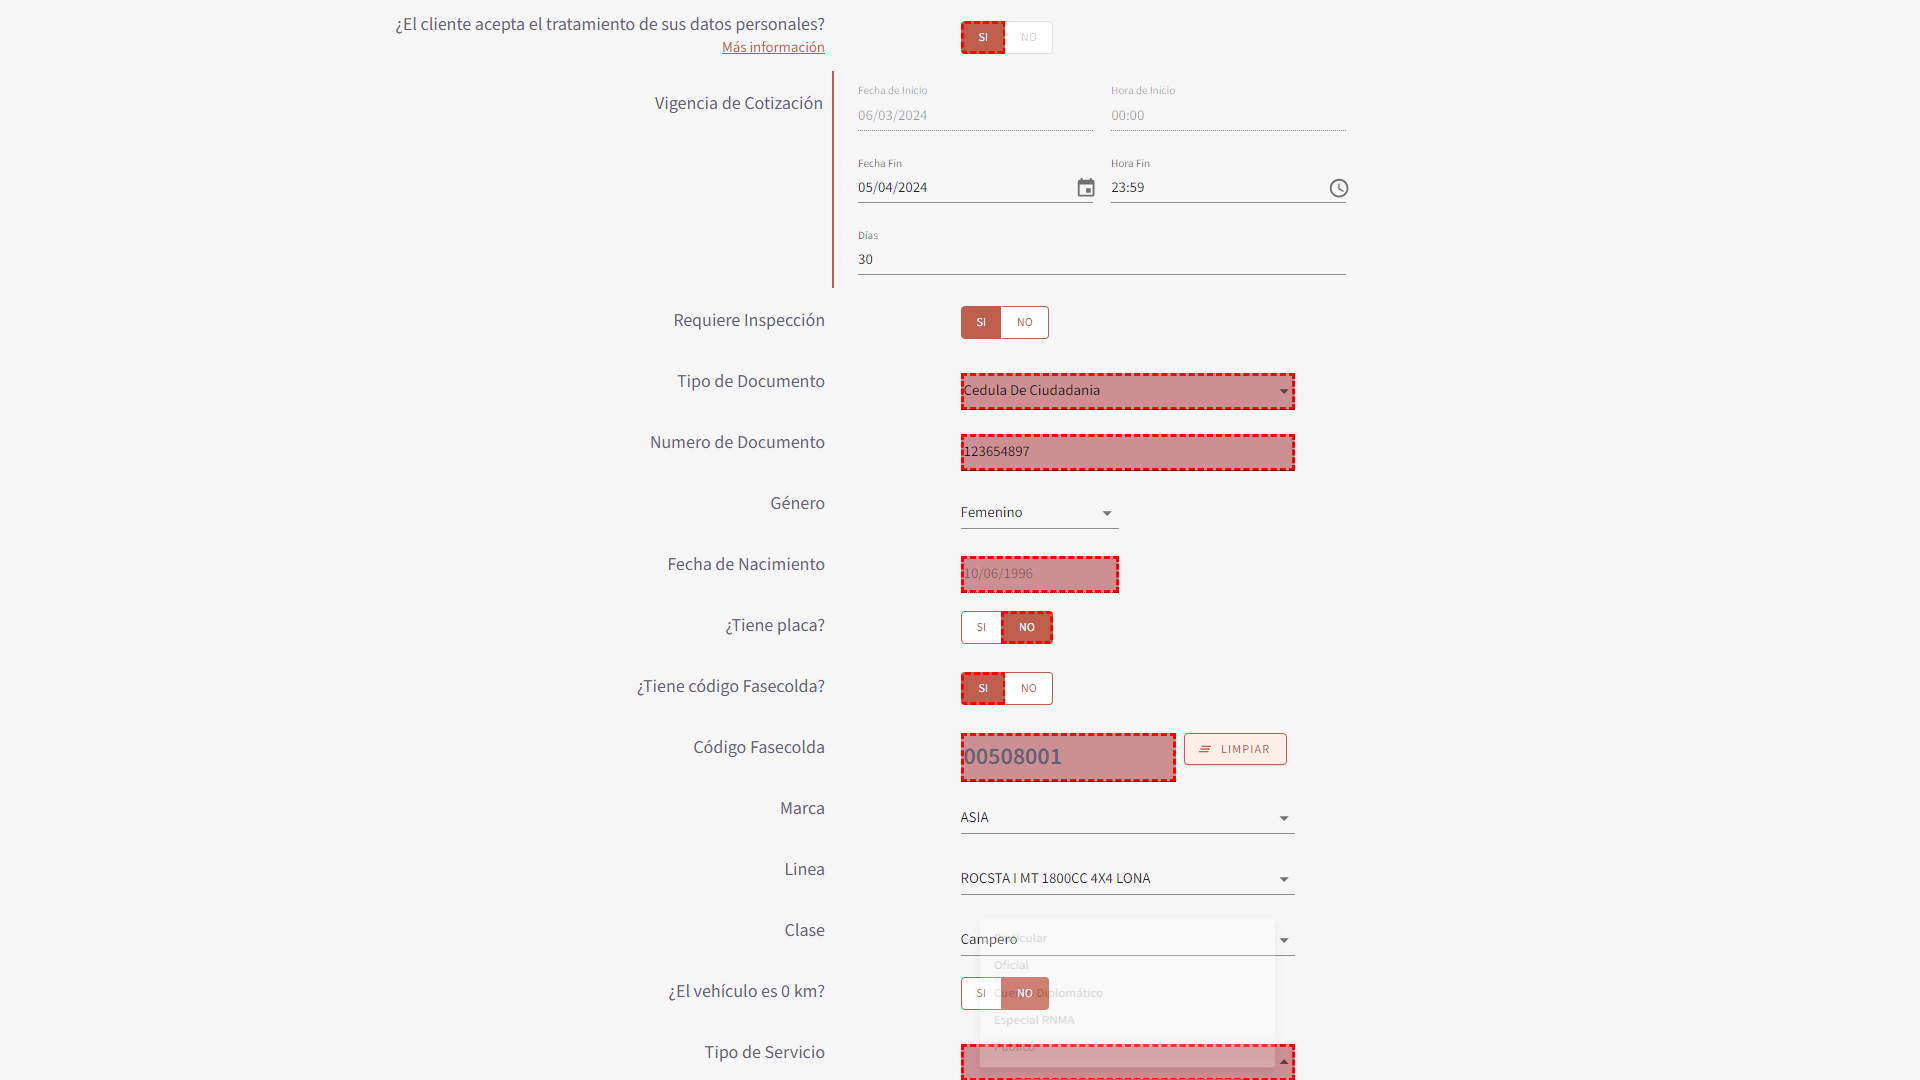 ¿El cliente acepta el tratamiento de sus datos personales?
Más información
SI NO
Vigencia de Cotización
Fecha de Inicio Hora de Inicio
06/03/2024 00:00
Fecha Fin Hora Fin
05/04/2024 23:59
Días
30
Requiere Inspección SI NO
Tipo de Documento Cedula De Ciudadania
Numero de Documento 123654897
Género Femenino
Fecha de Nacimiento 10/06/1996
¿Tiene placa? SI NO
¿Tiene código Fasecolda? SI NO
Código Fasecolda 00508001 LIMPIAR
Marca ASIA
Linea ROCSTA I MT 1800CC 4X4 LONA
Clase Campero
Particular
Oficial
¿El vehículo es 0 km? SI NO
Diplomático
Especial RNMA
Tipo de Servicio
Público